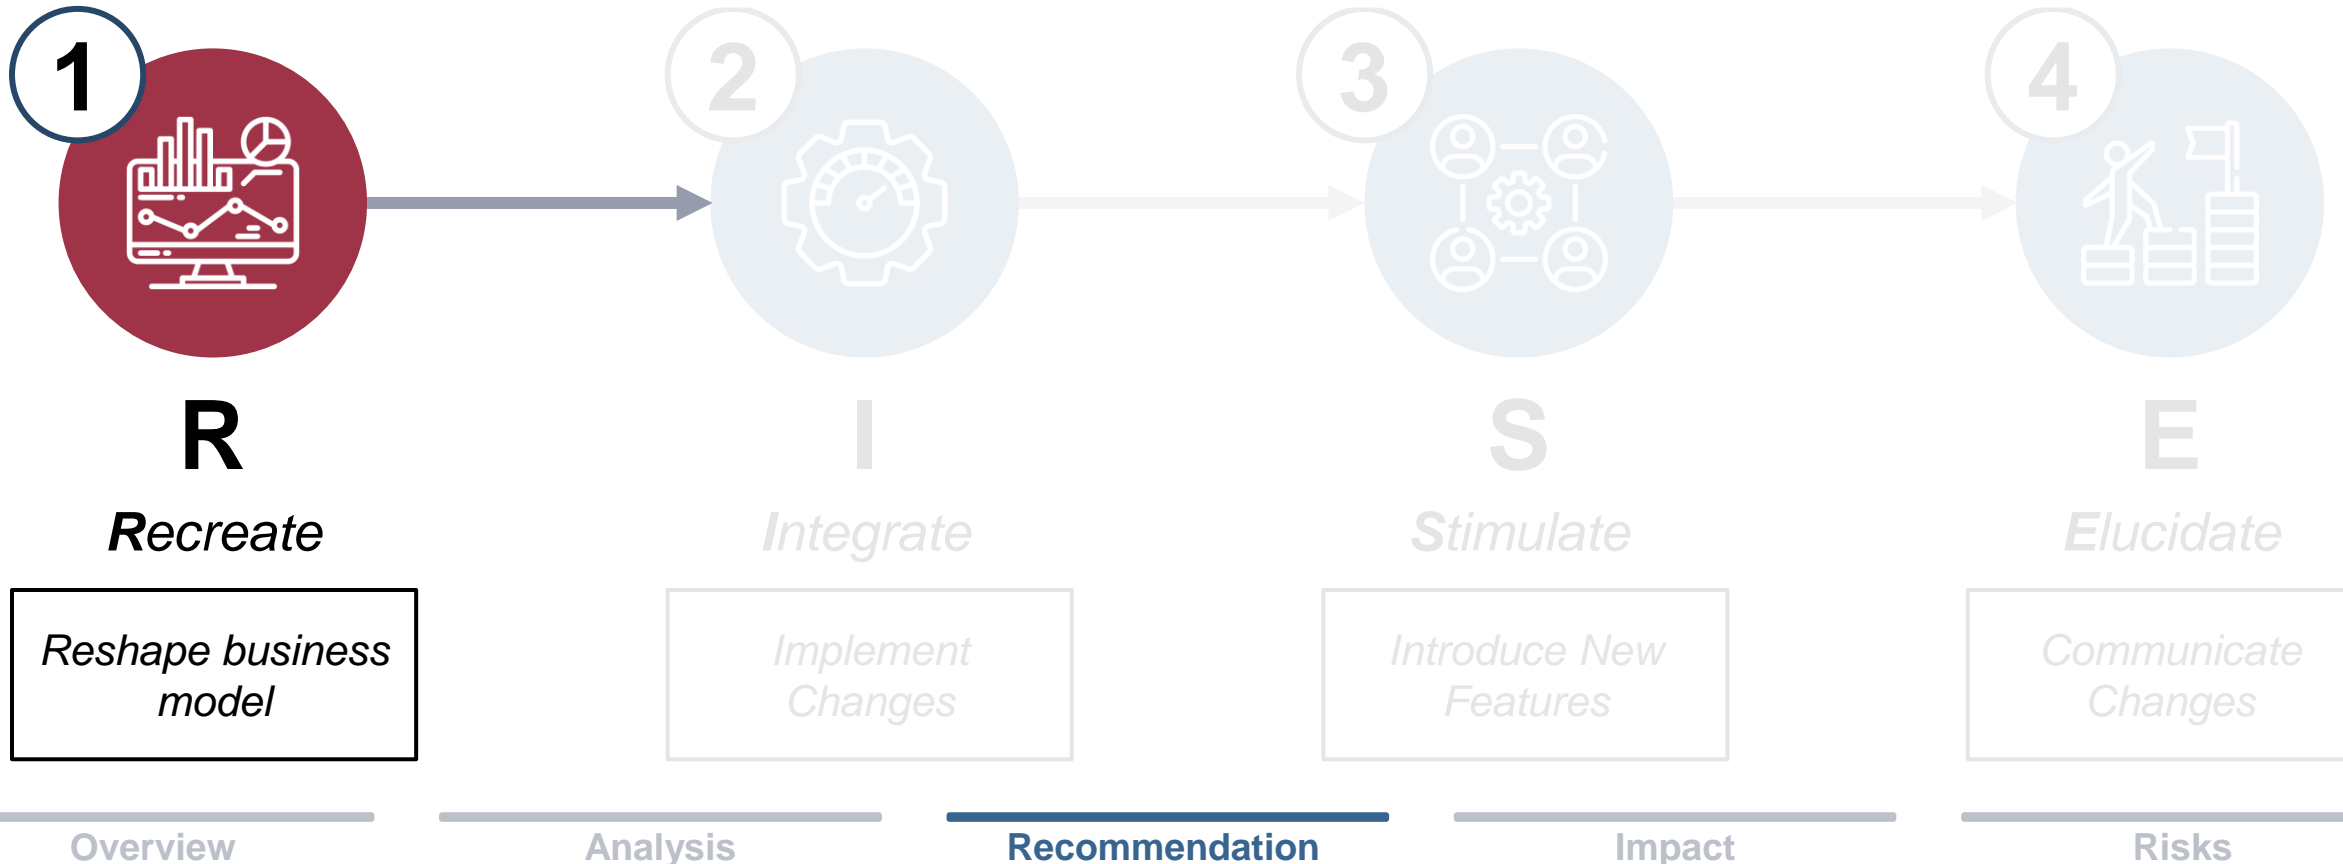 1
2
3
4
R
I
S
E
Recreate
Integrate
Stimulate
Elucidate
Reshape business
model
Implement
Changes
Introduce New
Features
Communicate
Changes
Overview
Analysis
Recommendation
Impact
Risks